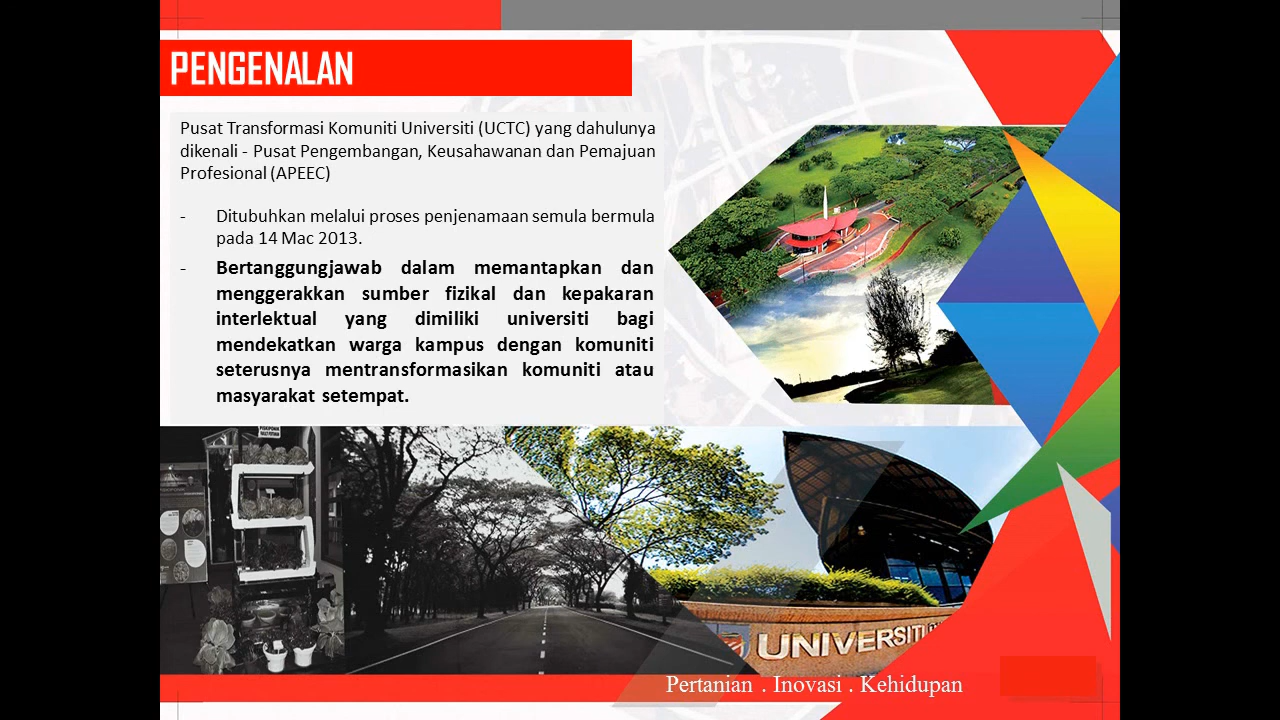 PENGENALAN
Pusat Transformasi Komuniti Universiti (UCTC) yang dahulunya
dikenali - Pusat Pengembangan, Keusahawanan dan Pemajuan
Profesional (APEEC)
- Ditubuhkan melalui proses penjenamaan semula bermula
pada 14 Mac 2013.
- Bertanggungjawab dalam memantapkan dan
menggerakkan sumber fizikal dan kepakaran
interlektual yang dimiliki universiti bagi
mendekatkan warga kampus dengan komuniti
seterusnya mentransformasikan komuniti atau
masyarakat setempat.
UNIVERSITI
Pertanian . Inovasi . Kehidupan